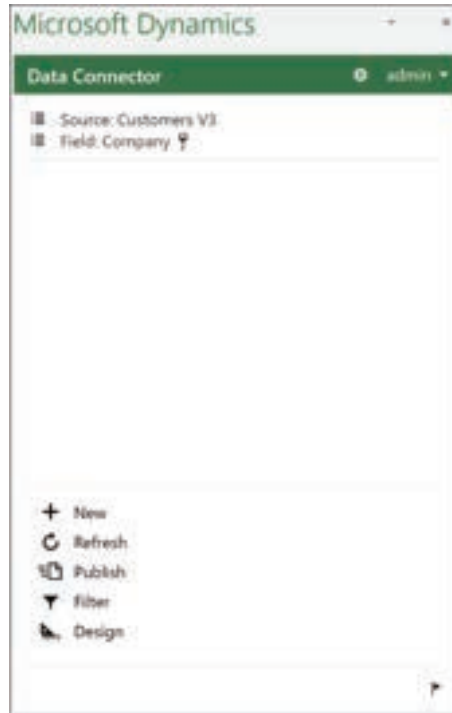 Microsoft Dynamics
Data Connector admin
Source: Customers V3
Field: Company
New
Refresh
Publish
Filter
Design